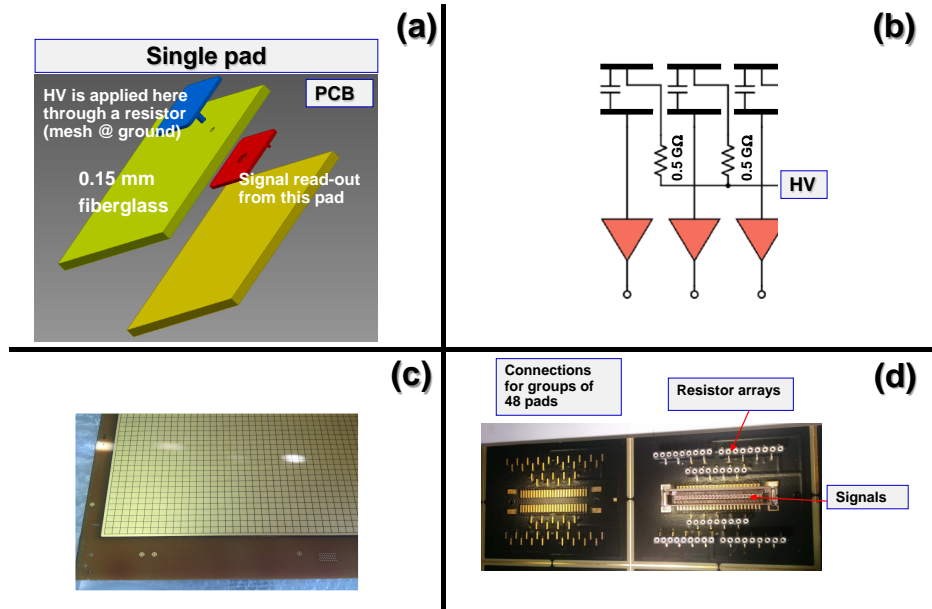 (a)
Single pad
HV is applied here
through a resistor
(mesh @ ground)
PCB
0.15 mm
fiberglass
Signal read-out
from this pad
(b)
0.5 GΩ
0.5 GΩ
HV
(c)
(d)
Connections
for groups of
48 pads
Resistor arrays
Signals